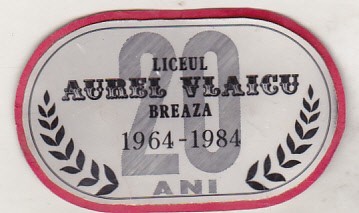 20
LICEUL
AUREL VLAICU
BREAZA
1964-1984
ANI